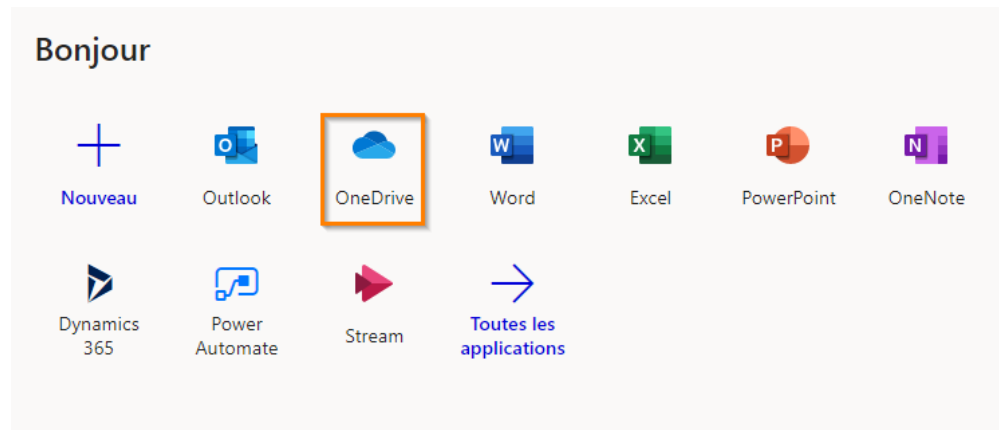 Bonjour
Nouveau
Outlook
OneDrive
Word
Excel
PowerPoint
OneNote
Dynamics
365
Power
Automate
Stream
Toutes les
applications